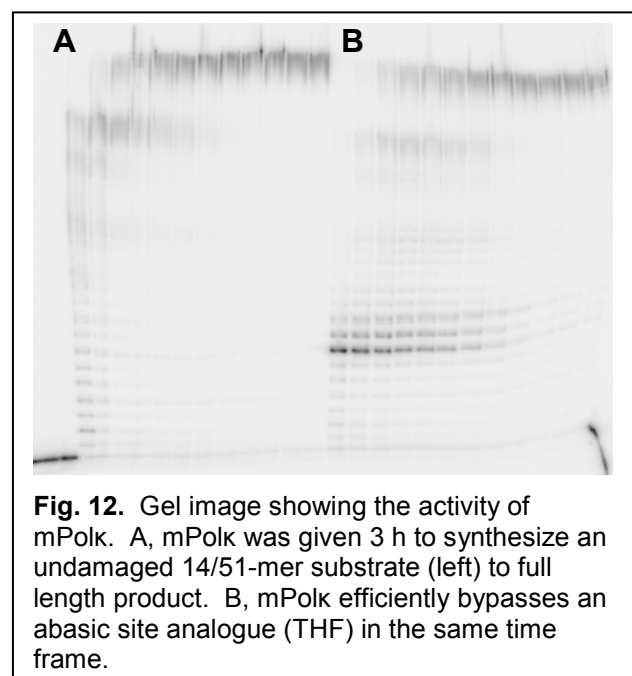 A B
Fig. 12. Gel image showing the activity of
mPolκ. A, mPolκ was given 3 h to synthesize an
undamaged 14/51-mer substrate (left) to full
length product. B, mPolκ efficiently bypasses an
abasic site analogue (THF) in the same time
frame.